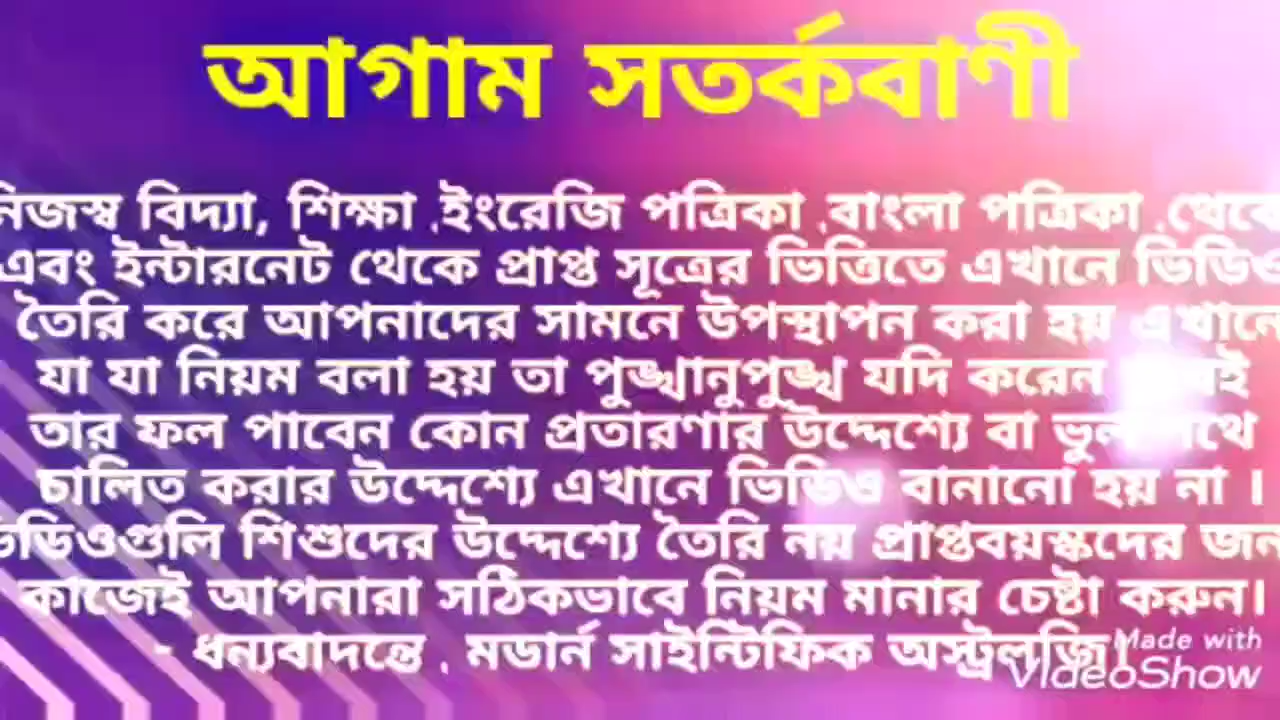 আগাম সতর্কবাণী
নিজস্ব বিদ্যা, শিক্ষা ,ইংরেজি পত্রিকা ,বাংলা পত্রিকা ,থেকে
এবং ইন্টারনেট থেকে প্রাপ্ত সূত্রের ভিত্তিতে এখানে ভিডিও
তৈরি করে আপনাদের সামনে উপস্থাপন করা হয় এখানে
যা যা নিয়ম বলা হয় তা পুঙ্খানুপুঙ্খ যদি করেন
তার ফল পাবেন কোন প্রতারণার উদ্দেশ্যে বা ভুল পথে
চালিত করার উদ্দেশ্যে এখানে ভিডিও বানানো হয় না ।
ভিডিওগুলি শিশুদের উদ্দেশ্যে তৈরি নয় প্রাপ্তবয়স্কদের
কাজেই আপনারা সঠিকভাবে নিয়ম মানার চেষ্টা করুন।
- ধন্যবাদন্তে , মডার্ন সাইন্টিফিক অস্ট্রলজি।
Made with
VideoShow